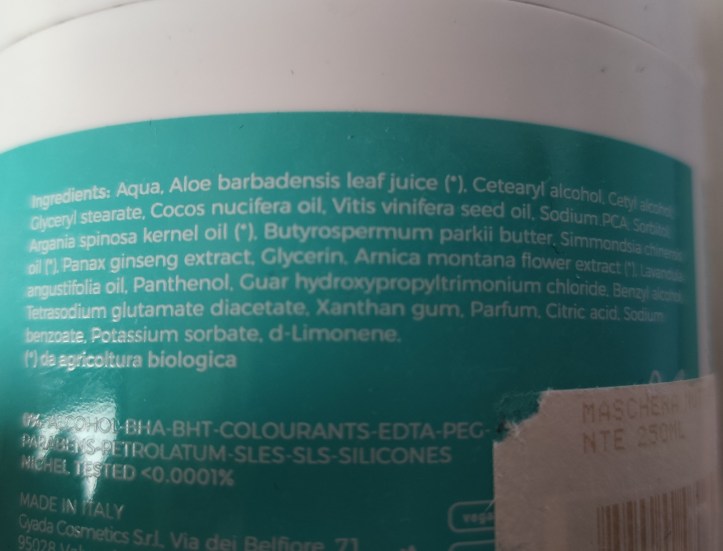 Ingredients: Aqua, Aloe barbadensis leaf juice (*), Cetearyl alcohol, Cetyl alcohol,
Glyceryl stearate, Cocos nucifera oil, Vitis vinifera seed oil, Sodium PCA, Sorbitol,
Argania spinosa kernel oil (*), Butyrospermum parkii butter, Simmondsia chinensis
oil (*), Panax ginseng extract, Glycerin, Arnica montana flower extract (*), Lavandula
angustifolia oil, Panthenol, Guar hydroxypropyltrimonium chloride, Benzyl alcohol,
Tetrasodium glutamate diacetate, Xanthan gum, Parfum, Citric acid, Sodium
benzoate, Potassium sorbate, d-Limonene.
(*) da agricoltura biologica
0% ALCOHOL-BHA-BHT-COLOURANTS-EDTA-PEG-
PARABENS-PETROLATUM-SLES-SLS-SILICONES
NICHEL TESTED <0.0001%
MASCHERA
NTE 250ML
MADE IN ITALY
Gyada Cosmetics S.r.l. Via dei Belfiore, 71
95028